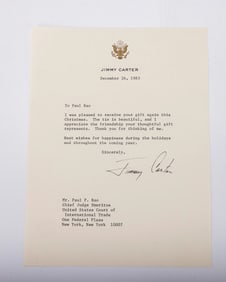 JIMMY CARTER
December 26, 1983
To Paul Rao
I was pleased to receive your gift again this
Christmas. The tie is beautiful, and I
appreciate the friendship your thoughtful gift
represents. Thank you for thinking of me.
Best wishes for happiness during the holidays
and throughout the coming year.
Sincerely,
Jimmy Carter
Mr. Paul P. Rao
Chief Judge Emeritus
United States Court of
International Trade
One Federal Plaza
New York, New York 10007